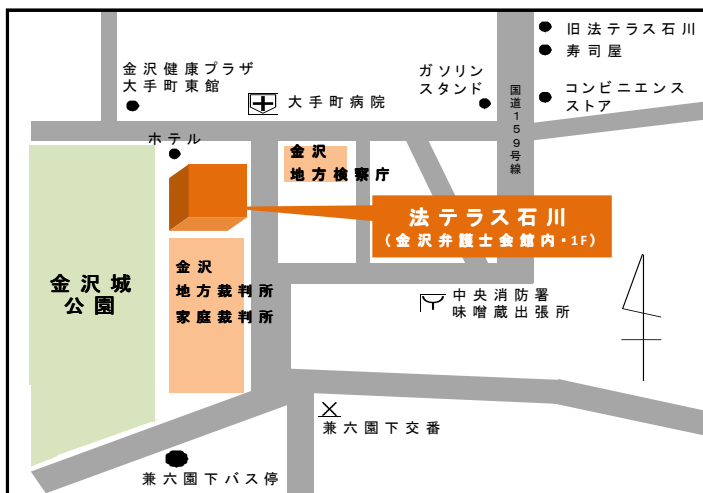 旧法テラス石川
寿司屋
コンビニエンス
ストア
金沢健康プラザ
大手町東館
大手町病院
ガソリン
スタンド
国道159号線
ホテル
金沢
地方検察庁
法テラス石川
(金沢弁護士会館内・1F)
金沢城
公園
金沢
地方裁判所
家庭裁判所
中央消防署
味噌蔵出張所
兼六園下交番
兼六園下バス停